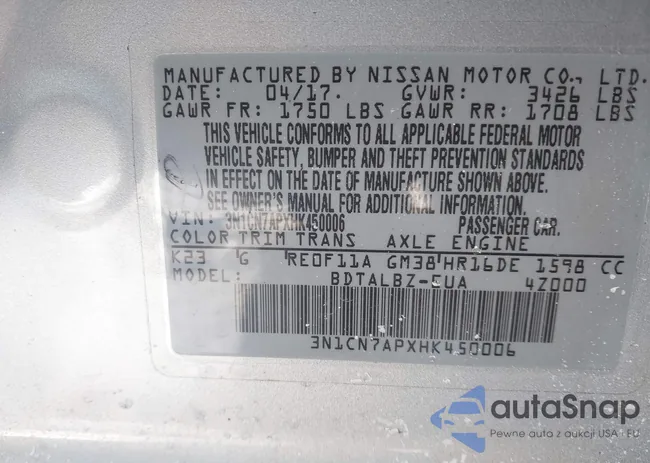 MANUFACTURED BY NISSAN MOTOR CO., LTD.
DATE: 04/17. GVWR: 3426 LBS
GAWR FR: 1750 LBS GAWR RR: 1708 LBS
THIS VEHICLE CONFORMS TO ALL APPLICABLE FEDERAL MOTOR
VEHICLE SAFETY, BUMPER AND THEFT PREVENTION STANDARDS
IN EFFECT ON THE DATE OF MANUFACTURE SHOWN ABOVE.
SEE OWNER'S MANUAL FOR ADDITIONAL INFORMATION.
VIN: 3N1CN7APXHK450006 PASSENGER CAR.
COLOR TRIM TRANS AXLE ENGINE
K23 G RE0F11A GM38 HR16DE 1598 CC
MODEL: BDTALBZ-EUA 4Z000
3N1CN7APXHK450006
autaSnap
Pewne auta z aukcji USA i EU